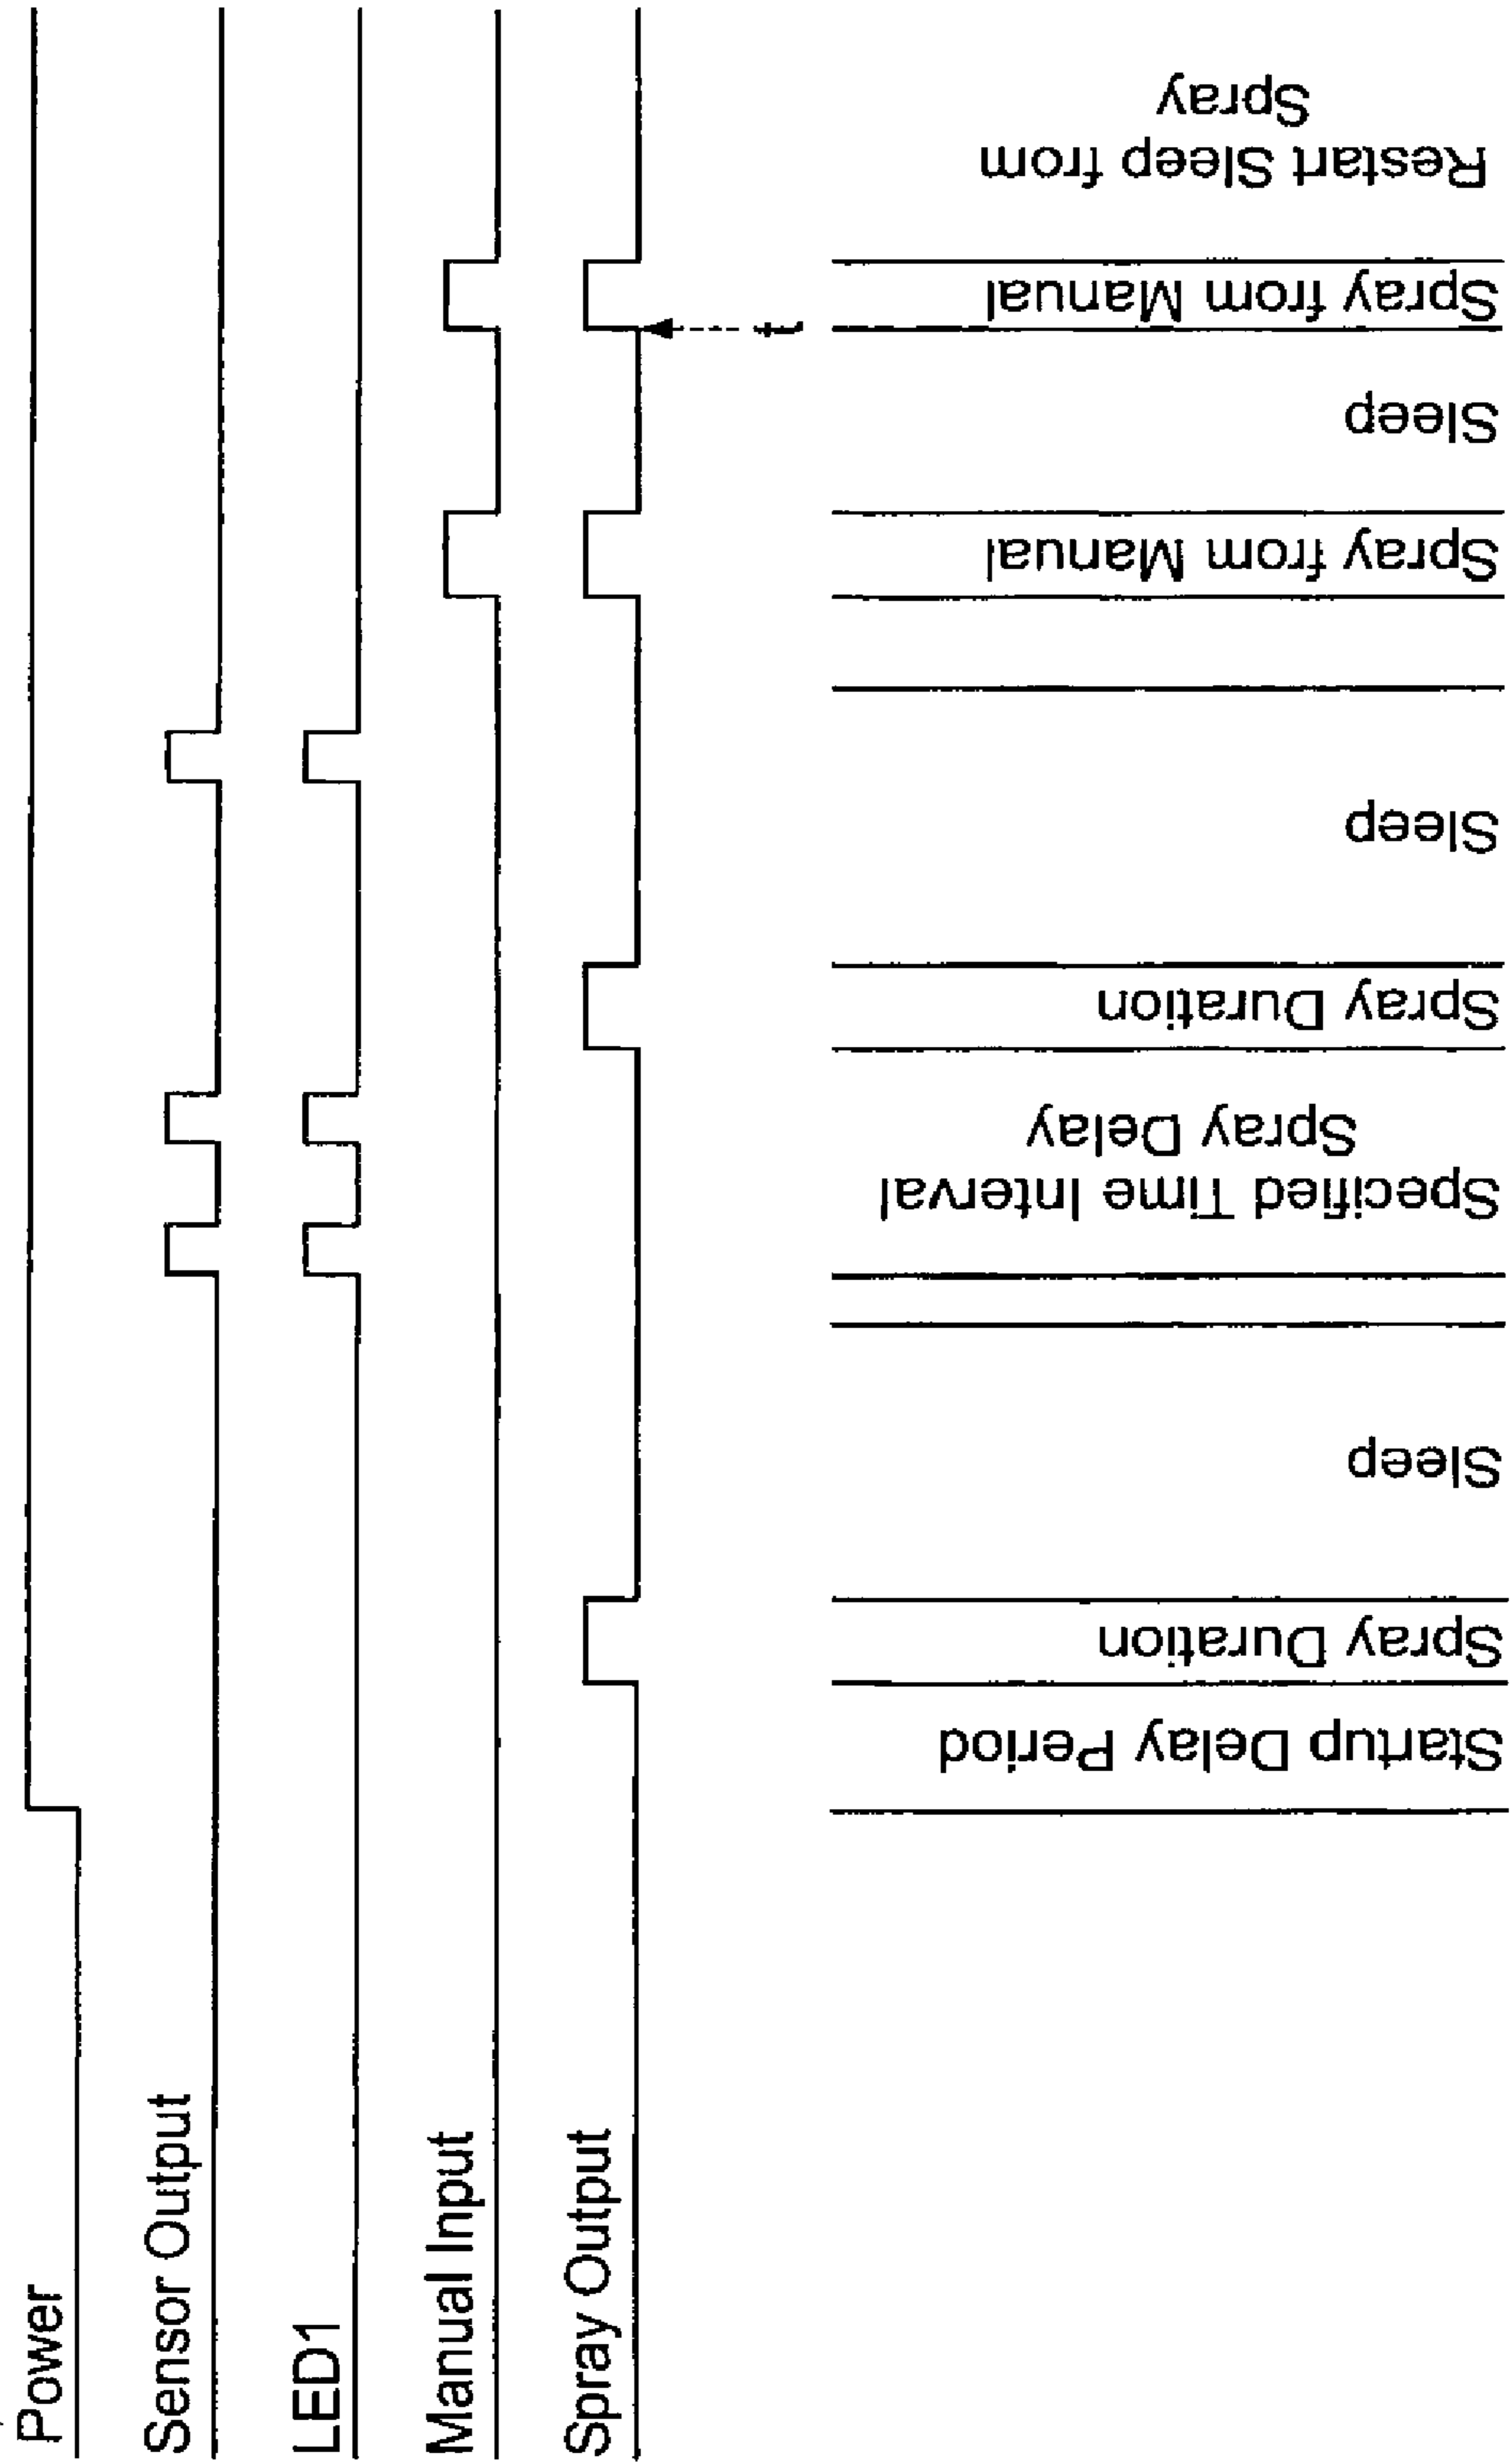 Power
Sensor Output
LED1
Manual Input
Spray Output
Startup Delay Period
Spray Duration
Sleep
Specified Time Interval
Spray Delay
Spray Duration
Sleep
Spray from Manual
Sleep
Spray from Manual
Restart Sleep from
Spray